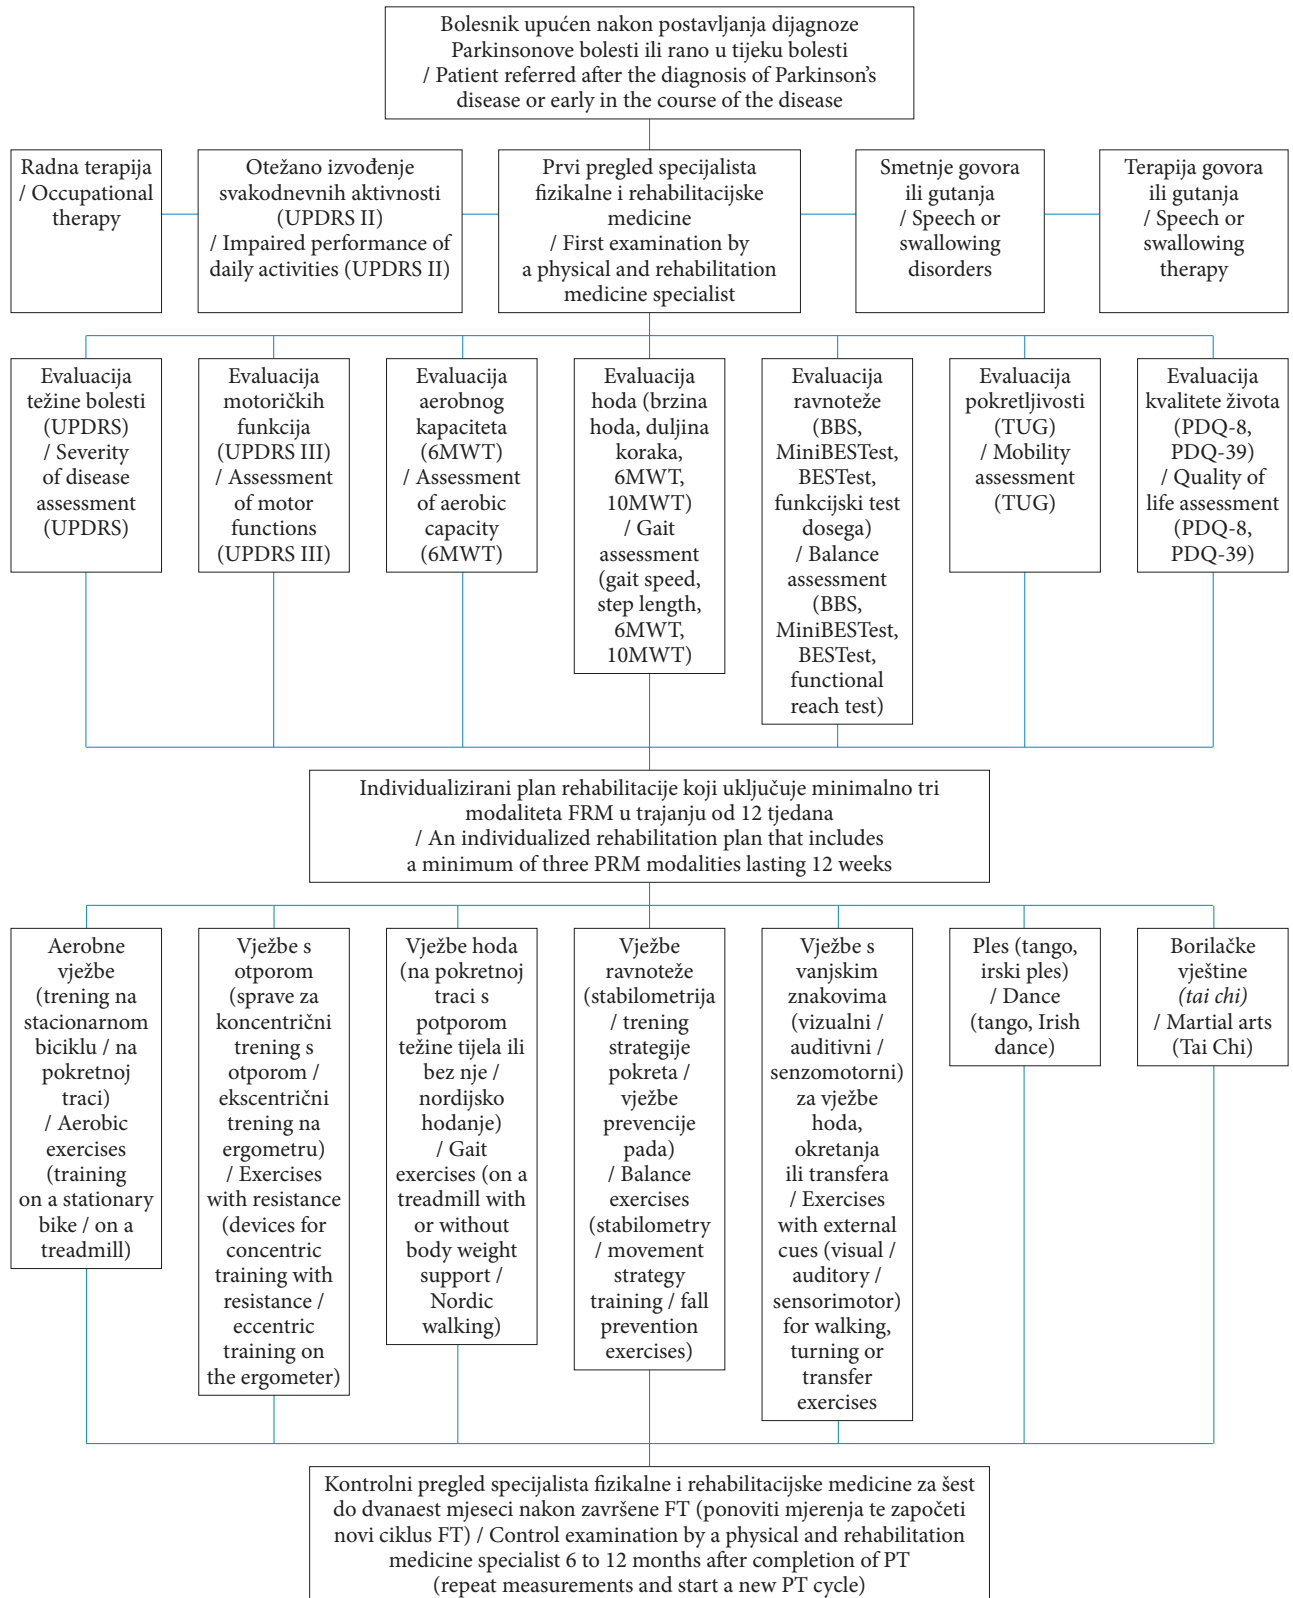 Bolesnik upućen nakon postavljanja dijagnoze
Parkinsonove bolesti ili rano u tijeku bolesti
/ Patient referred after the diagnosis of Parkinson's
disease or early in the course of the disease
Radna terapija
/ Occupational
therapy
Otežano izvođenje
svakodnevnih aktivnosti
(UPDRS II)
/ Impaired performance of
daily activities (UPDRS II)
Prvi pregled specijalista
fizikalne i rehabilitacijske
medicine
/ First examination by
a physical and rehabilitation
medicine specialist
Smetnje govora
ili gutanja
/ Speech or
swallowing
disorders
Terapija govora
ili gutanja
/ Speech or
swallowing
therapy
Evaluacija
težine bolesti
(UPDRS)
/ Severity
of disease
assessment
(UPDRS)
Evaluacija
motoričkih
funkcija
(UPDRS III)
/ Assessment
of motor
functions
(UPDRS III)
Evaluacija
aerobnog
kapaciteta
(6MWT)
/ Assessment
of aerobic
capacity
(6MWT)
Evaluacija
hoda (brzina
hoda, duljina
koraka,
6MWT,
10MWT)
/ Gait
assessment
(gait speed,
step length,
6MWT,
10MWT)
Evaluacija
ravnoteže
(BBS,
MiniBESTest,
BESTest,
funkcijski test
dosega)
/ Balance
assessment
(BBS,
MiniBESTest,
BESTest,
functional
reach test)
Evaluacija
pokretljivosti
(TUG)
/ Mobility
assessment
(TUG)
Evaluacija
kvalitete života
(PDQ-8,
PDQ-39)
/ Quality of
life assessment
(PDQ-8,
PDQ-39)
Individualizirani plan rehabilitacije koji uključuje minimalno tri
modaliteta FRM u trajanju od 12 tjedana
/ An individualized rehabilitation plan that includes
a minimum of three PRM modalities lasting 12 weeks
Aerobne
vježbe
(trening na
stacionarnom
biciklu / na
pokretnoj
traci)
/ Aerobic
exercises
(training
on a stationary
bike / on a
treadmill)
Vježbe s
otporom
(sprave za
koncentrični
trening s
otporom /
ekscentrični
trening na
ergometru)
/ Exercises
with resistance
(devices for
concentric
training with
resistance /
eccentric
training on
the ergometer)
Vježbe hoda
(na pokretnoj
traci s
potporom
težine tijela ili
bez nje /
nordijsko
hodanje)
/ Gait
exercises (on a
treadmill with
or without
body weight
support /
Nordic
walking)
Vježbe
ravnoteže
(stabilometrija
/ trening
strategije
pokreta /
vježbe
prevencije
pada)
/ Balance
exercises
(stabilometry
/ movement
strategy
training / fall
prevention
exercises)
Vježbe s
vanjskim
znakovima
(vizualni /
auditivni /
senzomotorni)
za vježbe
hoda,
okretanja
ili transfera
/ Exercises
with external
cues (visual /
auditory /
sensorimotor)
for walking,
turning or
transfer
exercises
Ples (tango,
irski ples)
/ Dance
(tango, Irish
dance)
Borilačke
vještine
(tai chi)
/ Martial arts
(Tai Chi)
Kontrolni pregled specijalista fizikalne i rehabilitacijske medicine za šest
do dvanaest mjeseci nakon završene FT (ponoviti mjerenja te započeti
novi ciklus FT) / Control examination by a physical and rehabilitation
medicine specialist 6 to 12 months after completion of PT
(repeat measurements and start a new PT cycle)